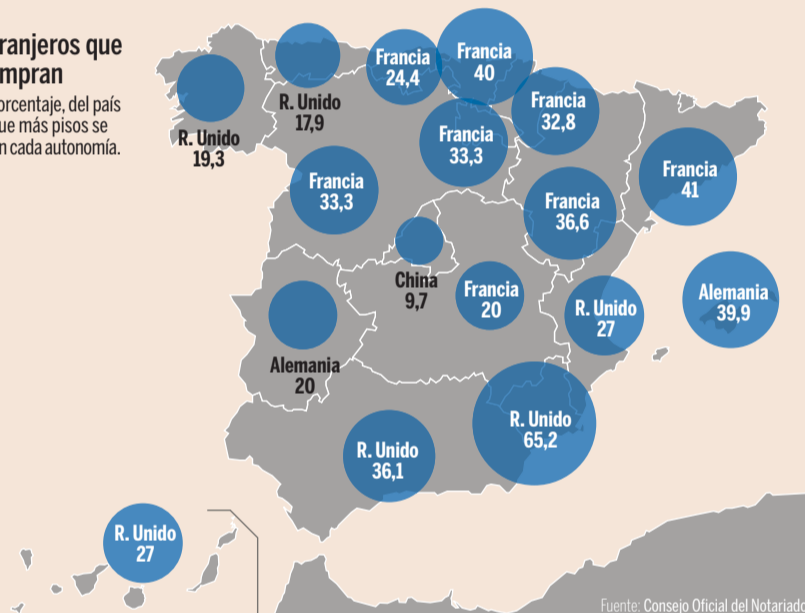 ranjeros que
mpran
orcentaje, del país
ue más pisos se
n cada autonomía.
R. Unido
19,3
R. Unido
17,9
Francia
24,4
Francia
40
Francia
32,8
Francia
33,3
Francia
33,3
Francia
36,6
Francia
41
China
9,7
Francia
20
R. Unido
27
Alemania
39,9
Alemania
20
R. Unido
65,2
R. Unido
36,1
R. Unido
27
Fuente: Consejo Oficial del Notariado